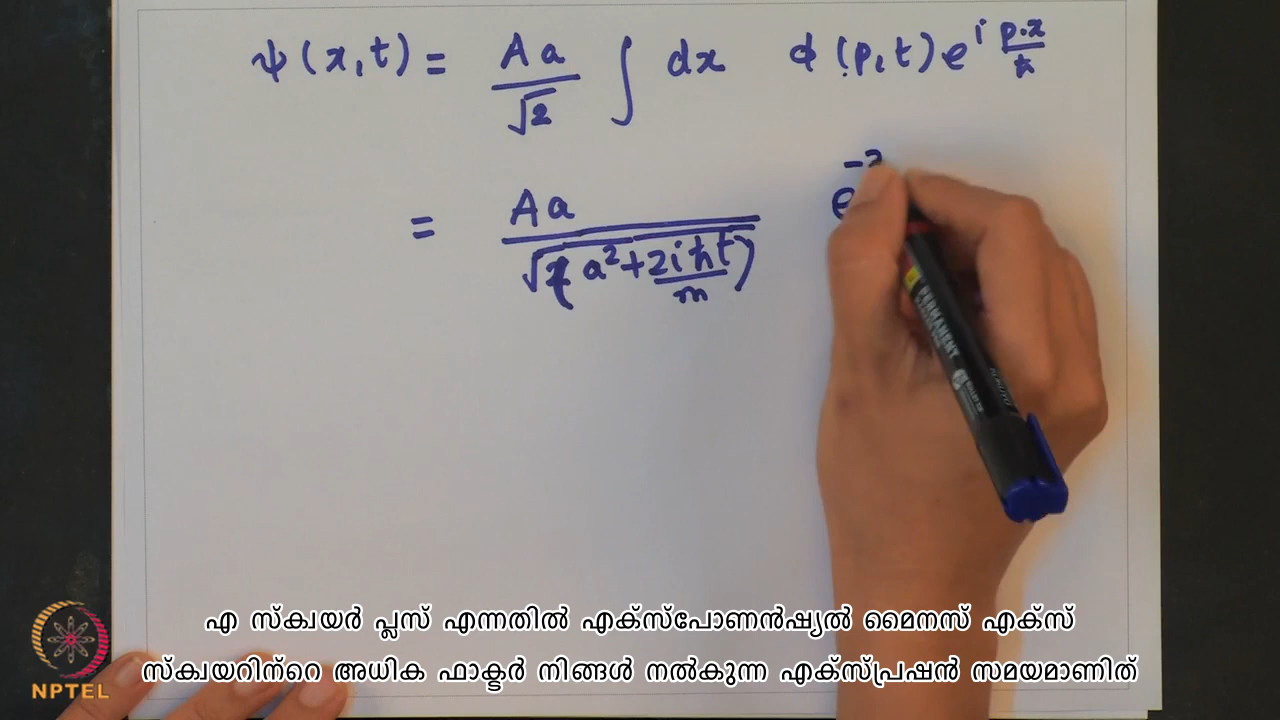 ψ(x,t) = Aa/√2 ∫ dx ϕ(p,t) e^{i p·x/ħ}
= Aa/√(a²+2iħt/m) e^-
PERMANENT
NPTEL
എ സ്ക്വയർ പ്ലസ് എന്നതിൽ എക്സ്പോണൻഷ്യൽ മൈനസ് എക്സ്
സ്ക്വയറിന്റെ അധിക ഫാക്ടർ നിങ്ങൾ നൽകുന്ന എക്സ്പ്രഷൻ സമയമാണിത്